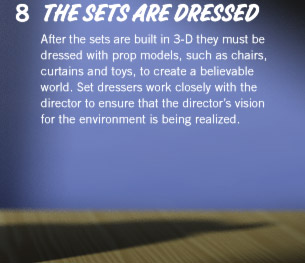 8 THE SETS ARE DRESSED
After the sets are built in 3-D they must be
dressed with prop models, such as chairs,
curtains and toys, to create a believable
world. Set dressers work closely with the
director to ensure that the director's vision
for the environment is being realized.